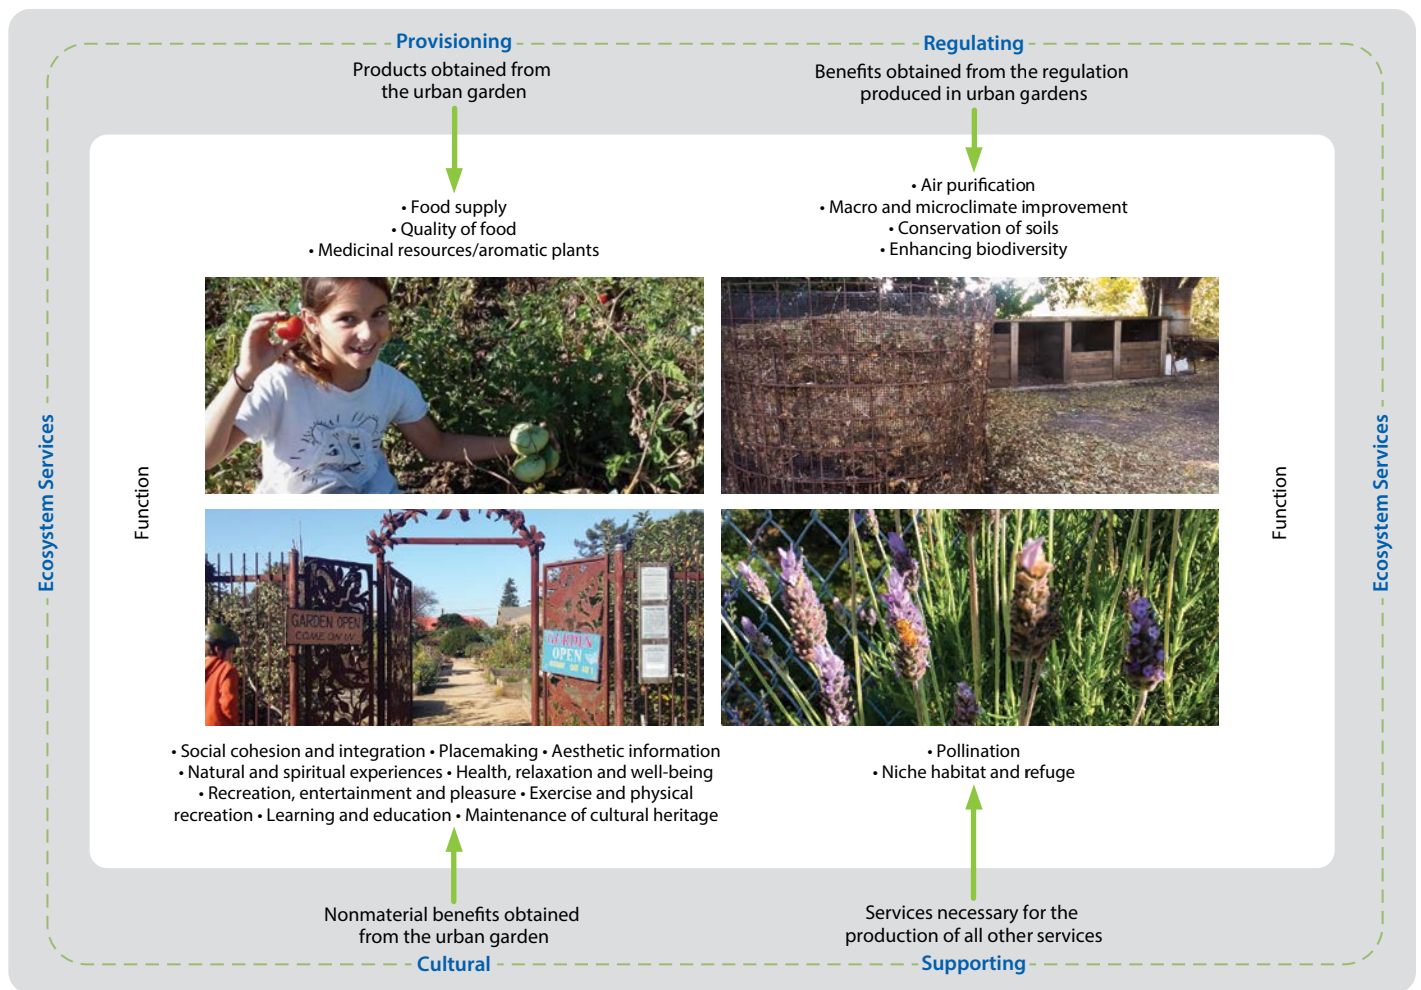 Provisioning
Products obtained from
the urban garden
• Food supply
• Quality of food
• Medicinal resources/aromatic plants
Regulating
Benefits obtained from the regulation
produced in urban gardens
• Air purification
• Macro and microclimate improvement
• Conservation of soils
• Enhancing biodiversity
Ecosystem Services
Function
Function
Ecosystem Services
GARDEN OPEN
COME ON IN
GARDEN
OPEN
• Social cohesion and integration • Placemaking • Aesthetic information
• Natural and spiritual experiences • Health, relaxation and well-being
• Recreation, entertainment and pleasure • Exercise and physical
recreation • Learning and education • Maintenance of cultural heritage
Nonmaterial benefits obtained
from the urban garden
Cultural
• Pollination
• Niche habitat and refuge
Services necessary for the
production of all other services
Supporting